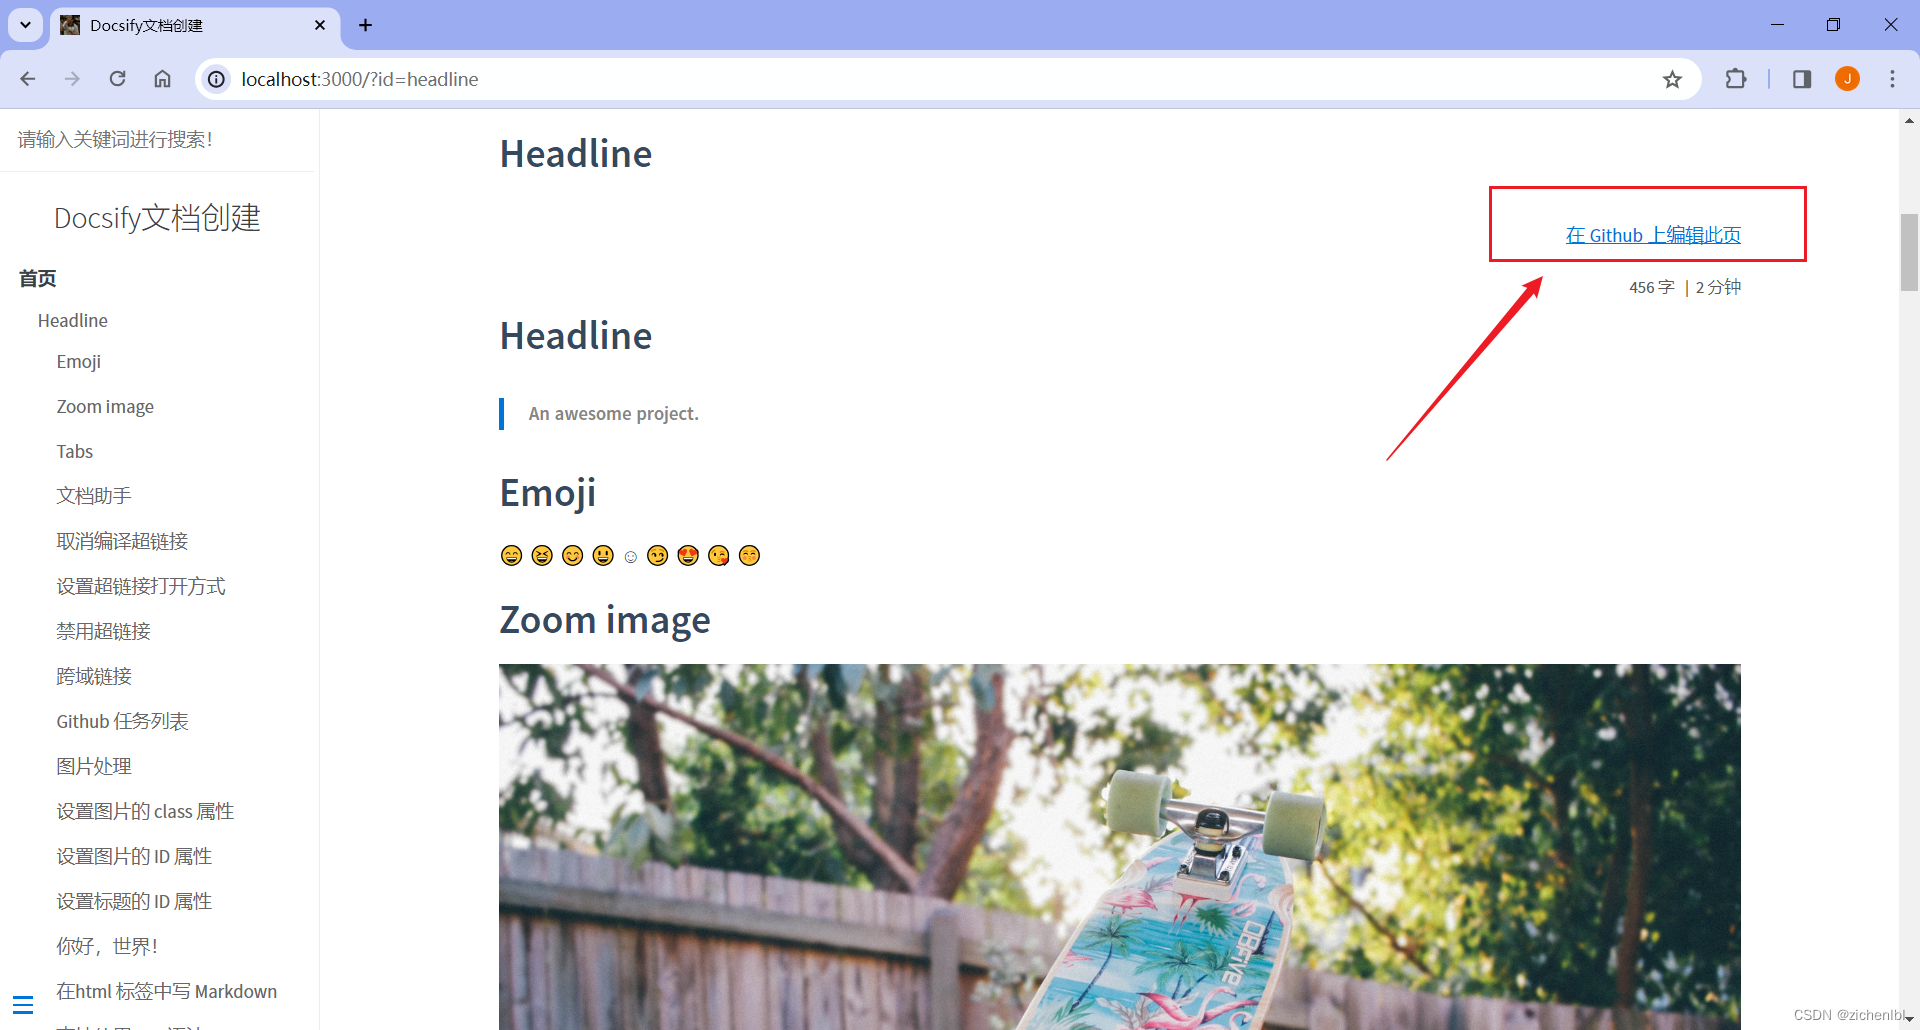 Docsify文档创建
localhost:3000/?id=headline
J
请输入关键词进行搜索!
Docsify文档创建
首页
Headline
Emoji
Zoom image
Tabs
文档助手
取消编译超链接
设置超链接打开方式
禁用超链接
跨域链接
Github 任务列表
图片处理
设置图片的 class 属性
设置图片的 ID 属性
设置标题的 ID 属性
你好，世界！
在html 标签中写 Markdown
Headline
在 Github 上编辑此页
456 字 | 2 分钟
Headline
An awesome project.
Emoji
Zoom image
OBFIVE
CSDN @zichenlbl